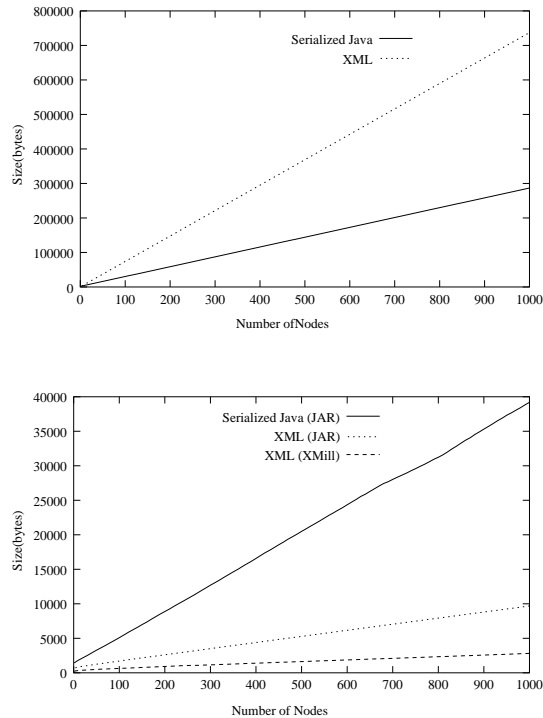 800000
700000
600000
500000
400000
300000
200000
100000
0
Size(bytes)
Serialized Java
XML
0 100 200 300 400 500 600 700 800 900 1000
Number ofNodes
40000
35000
30000
25000
20000
15000
10000
5000
0
Size(bytes)
Serialized Java (JAR)
XML (JAR)
XML (XMill)
0 100 200 300 400 500 600 700 800 900 1000
Number of Nodes